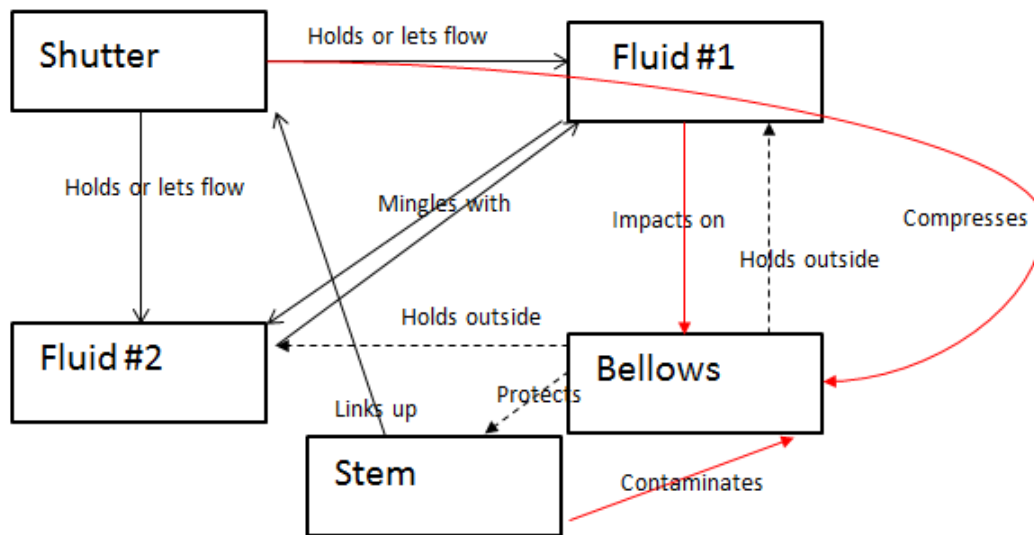 Shutter
Holds or lets flow
Fluid #1
Holds or lets flow
Mingles with
Impacts on
Compresses
Holds outside
Holds outside
Fluid #2
Bellows
Protects
Links up
Stem
Contaminates